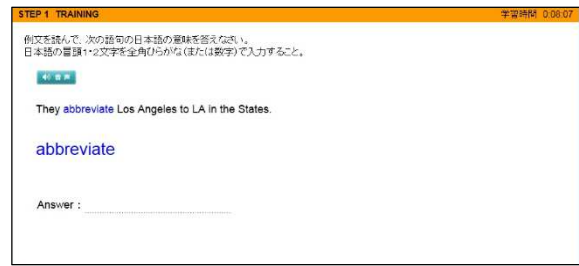 STEP 1 TRAINING 学習時間 0:06:07
例文を読んで、次の語句の日本語の意味を答えなさい。
日本語の冒頭1・2文字を全角ひらがな(または数字)で入力すること。
音声
They abbreviate Los Angeles to LA in the States.
abbreviate
Answer :